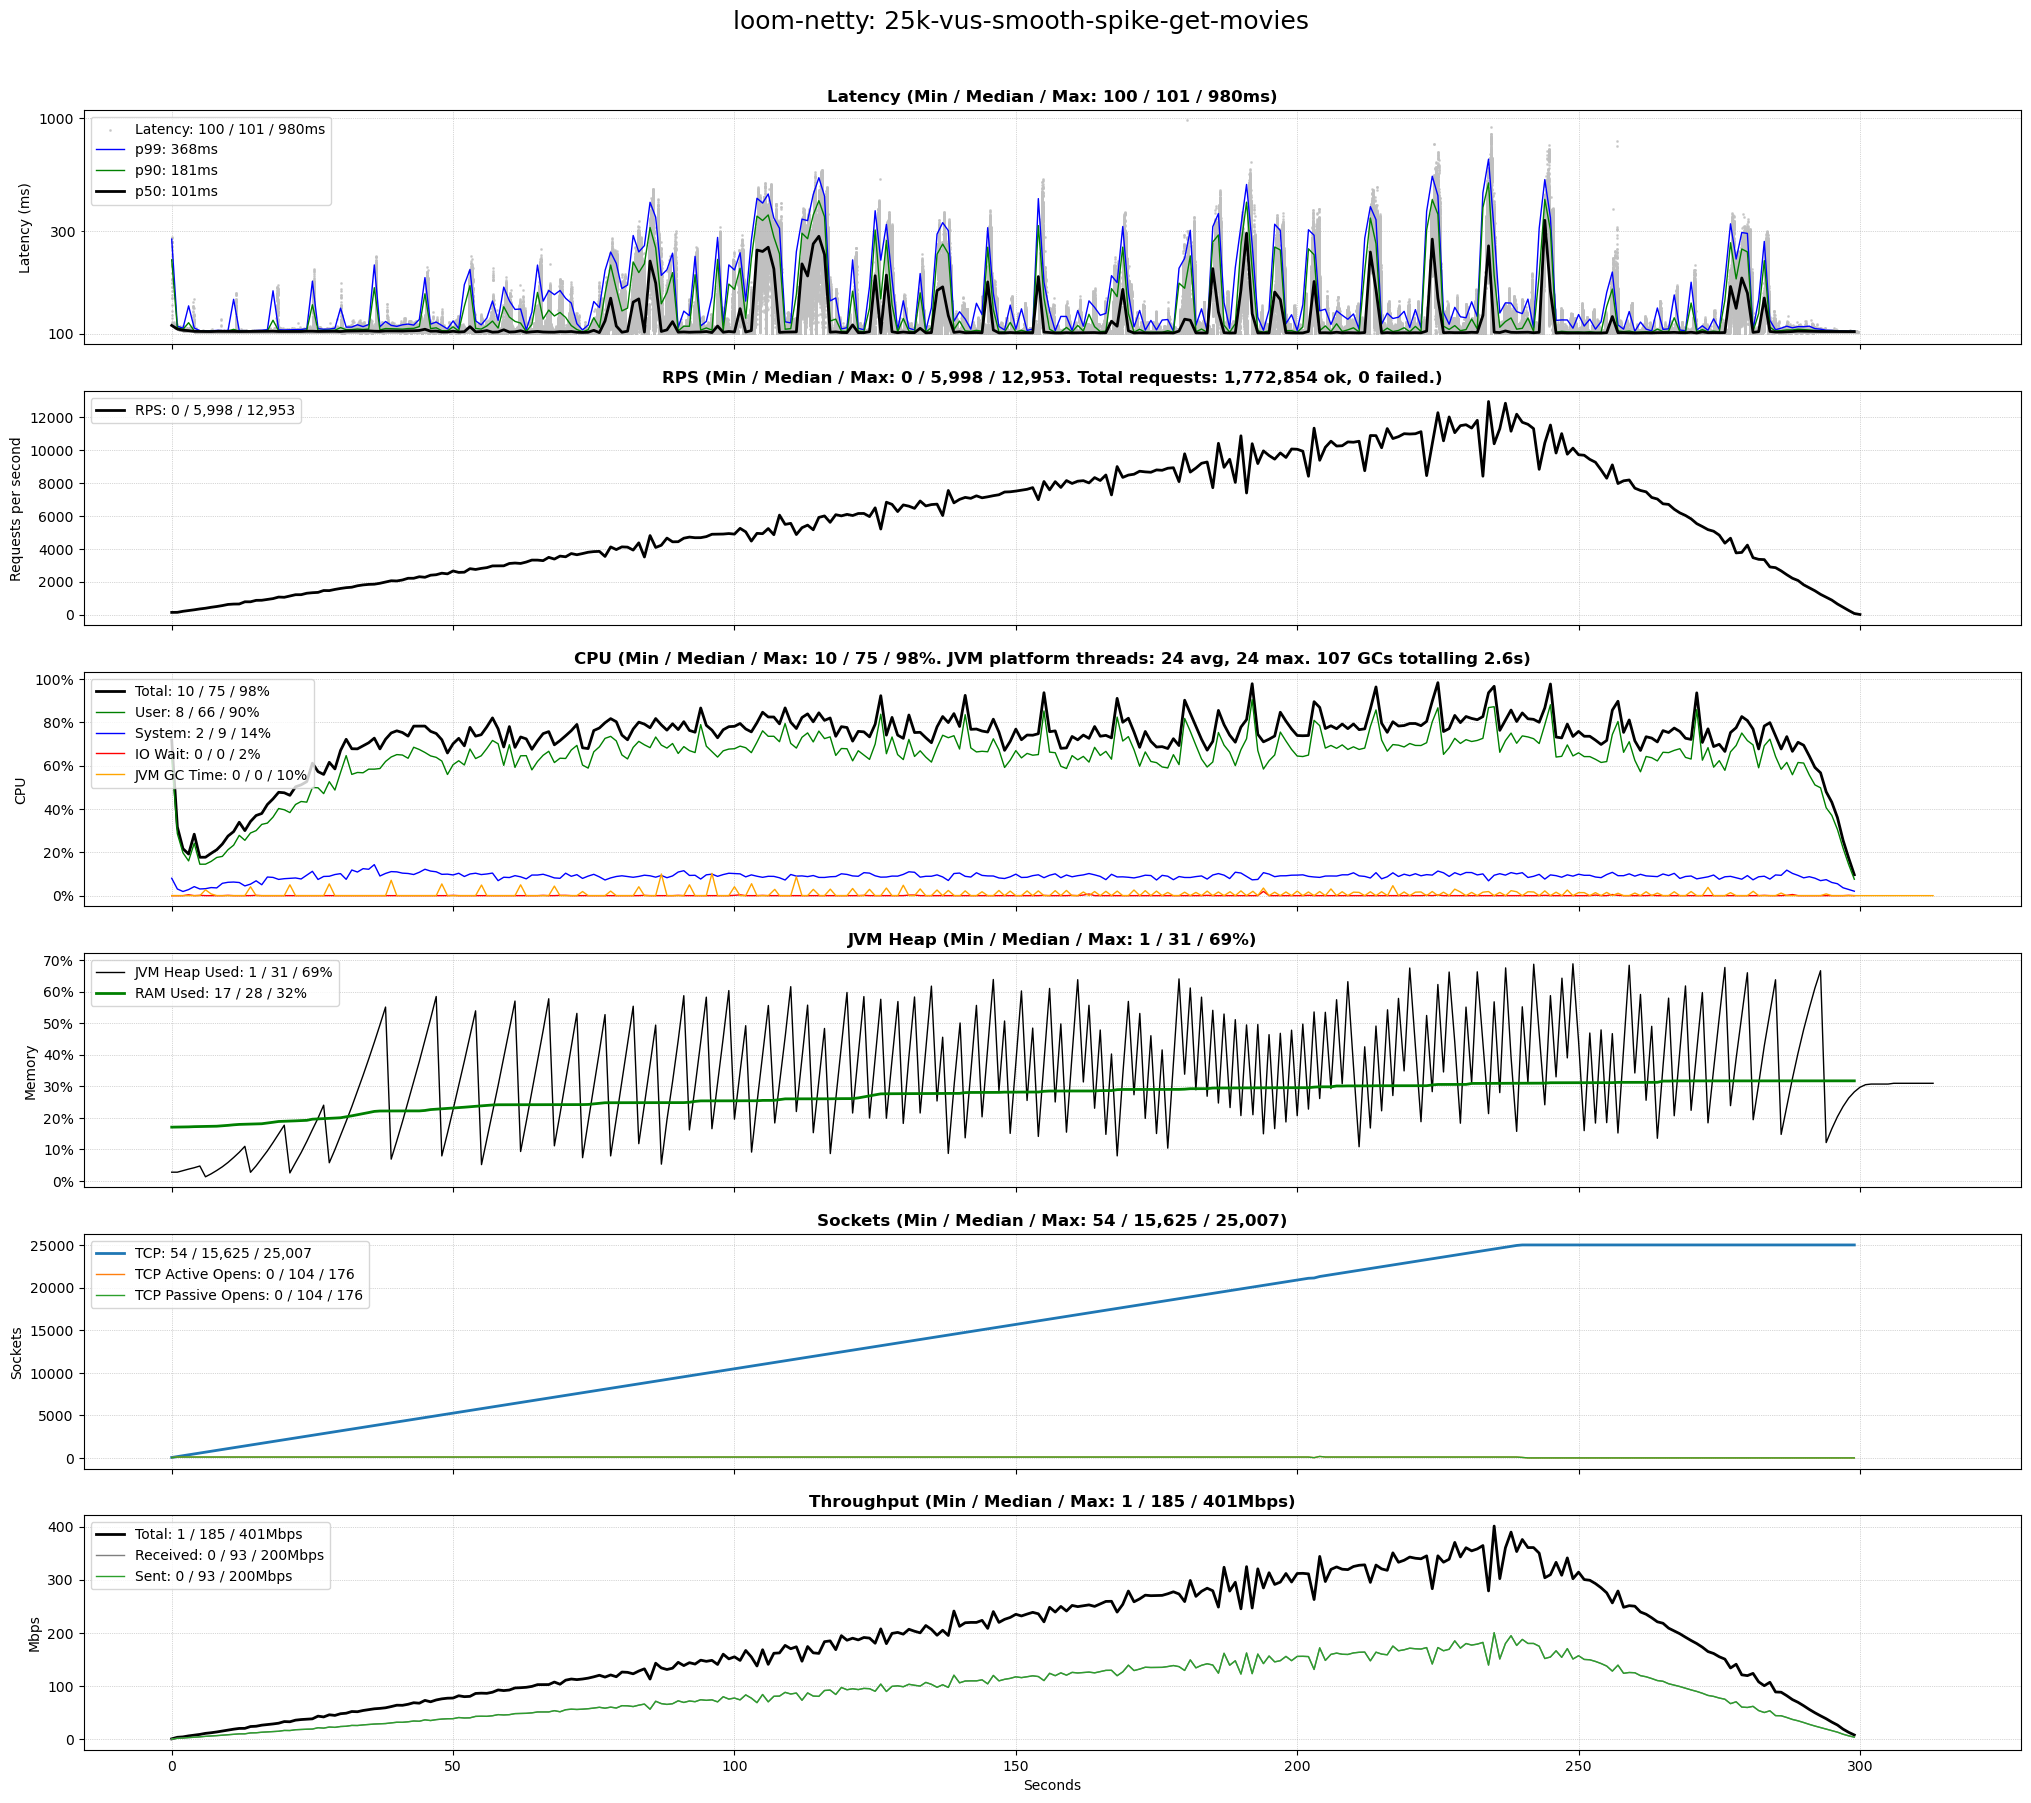 loom-netty: 25k-vus-smooth-spike-get-movies
Latency (Min / Median / Max: 100 / 101 / 980ms)
Latency (ms)
1000
300
100
Latency: 100 / 101 / 980ms
p99: 368ms
p90: 181ms
p50: 101ms
RPS (Min / Median / Max: 0 / 5,998 / 12,953. Total requests: 1,772,854 ok, 0 failed.)
Requests per second
12000
10000
8000
6000
4000
2000
0
RPS: 0 / 5,998 / 12,953
CPU (Min / Median / Max: 10 / 75 / 98%. JVM platform threads: 24 avg, 24 max. 107 GCs totalling 2.6s)
CPU
100%
80%
60%
40%
20%
0%
Total: 10 / 75 / 98%
User: 8 / 66 / 90%
System: 2 / 9 / 14%
IO Wait: 0 / 0 / 2%
JVM GC Time: 0 / 0 / 10%
JVM Heap (Min / Median / Max: 1 / 31 / 69%)
Memory
70%
60%
50%
40%
30%
20%
10%
0%
JVM Heap Used: 1 / 31 / 69%
RAM Used: 17 / 28 / 32%
Sockets (Min / Median / Max: 54 / 15,625 / 25,007)
Sockets
25000
20000
15000
10000
5000
0
TCP: 54 / 15,625 / 25,007
TCP Active Opens: 0 / 104 / 176
TCP Passive Opens: 0 / 104 / 176
Throughput (Min / Median / Max: 1 / 185 / 401Mbps)
Mbps
400
300
200
100
0
Total: 1 / 185 / 401Mbps
Received: 0 / 93 / 200Mbps
Sent: 0 / 93 / 200Mbps
0
50
100
150
200
250
300
Seconds